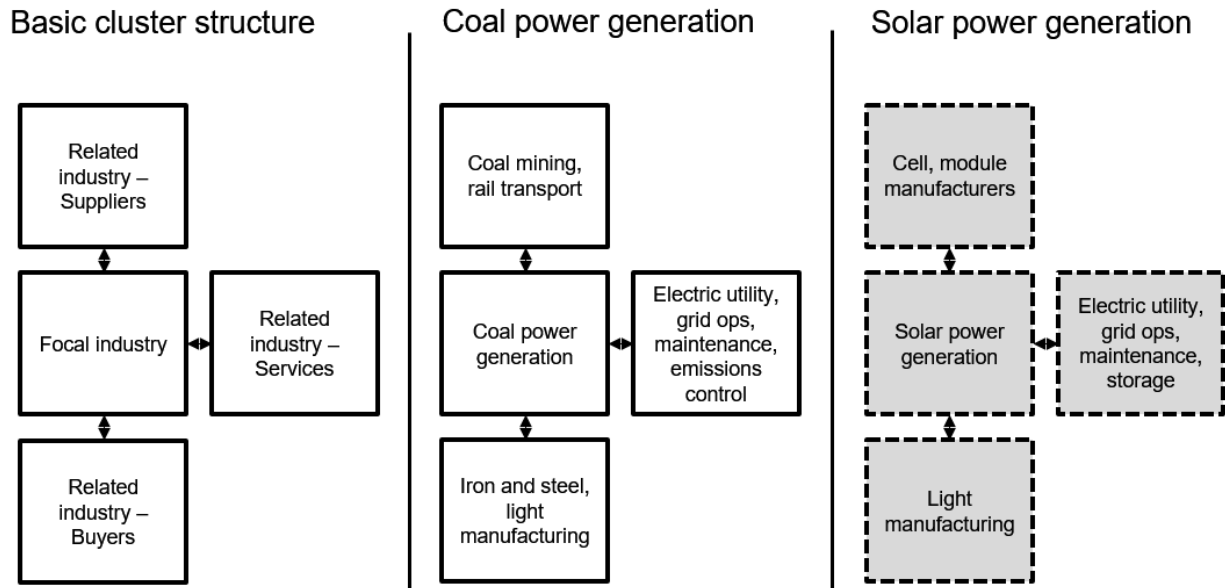 Basic cluster structure
Related
industry –
Suppliers
Focal industry
Related
industry –
Services
Related
industry –
Buyers
Coal power generation
Coal mining,
rail transport
Coal power
generation
Electric utility,
grid ops,
maintenance,
emissions
control
Iron and steel,
light
manufacturing
Solar power generation
Cell, module
manufacturers
Solar power
generation
Electric utility,
grid ops,
maintenance,
storage
Light
manufacturing